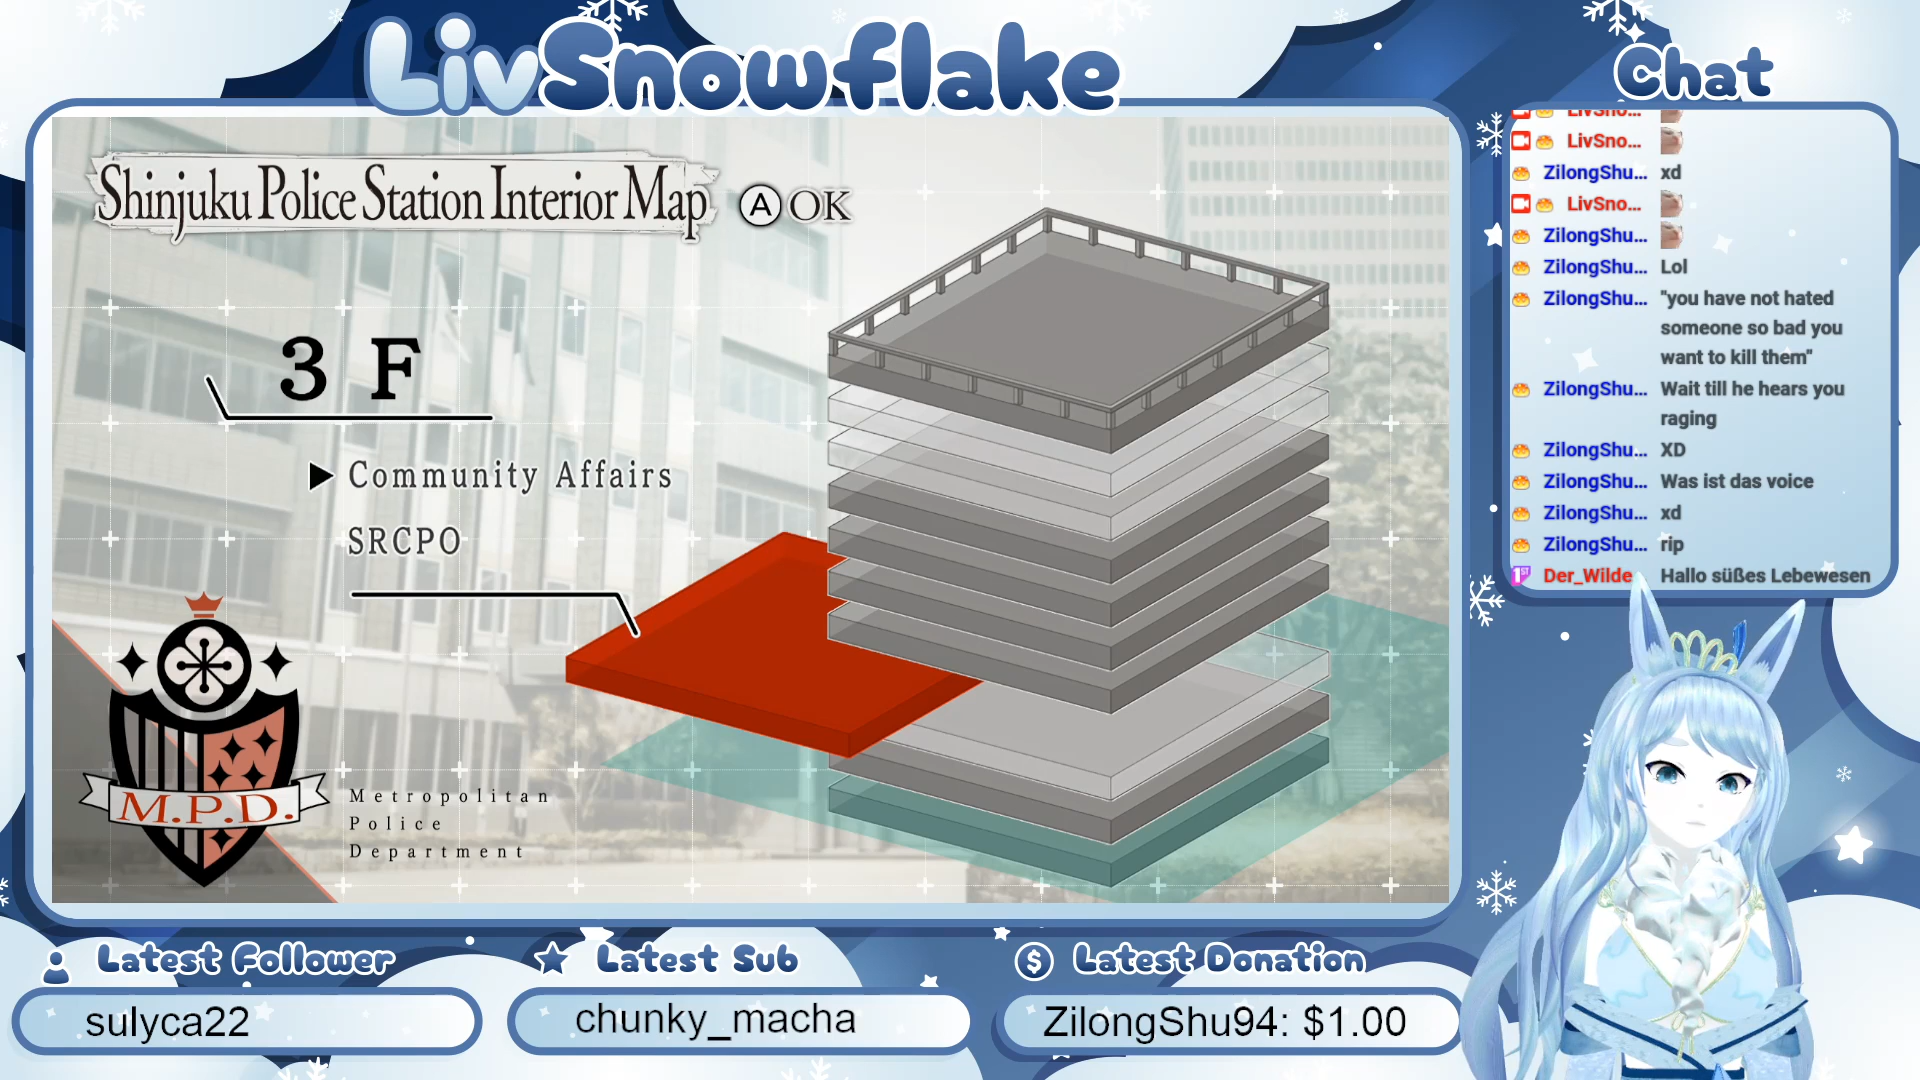 LivSnowflake
Chat
Shinjuku Police Station Interior Map
A OK
3 F
Community Affairs
SRCPO
M.P.D.
Metropolitan
Police
Department
LivSno...
LivSno...
ZilongShu... xd
LivSno...
ZilongShu...
ZilongShu... Lol
ZilongShu... "you have not hated
someone so bad you
want to kill them"
ZilongShu... Wait till he hears you
raging
ZilongShu... XD
ZilongShu... Was ist das voice
ZilongShu... xd
ZilongShu... rip
1ST Der_Wilde Hallo süßes Lebewesen
Latest Follower
sulyca22
Latest Sub
chunky_macha
$ Latest Donation
ZilongShu94: $1.00